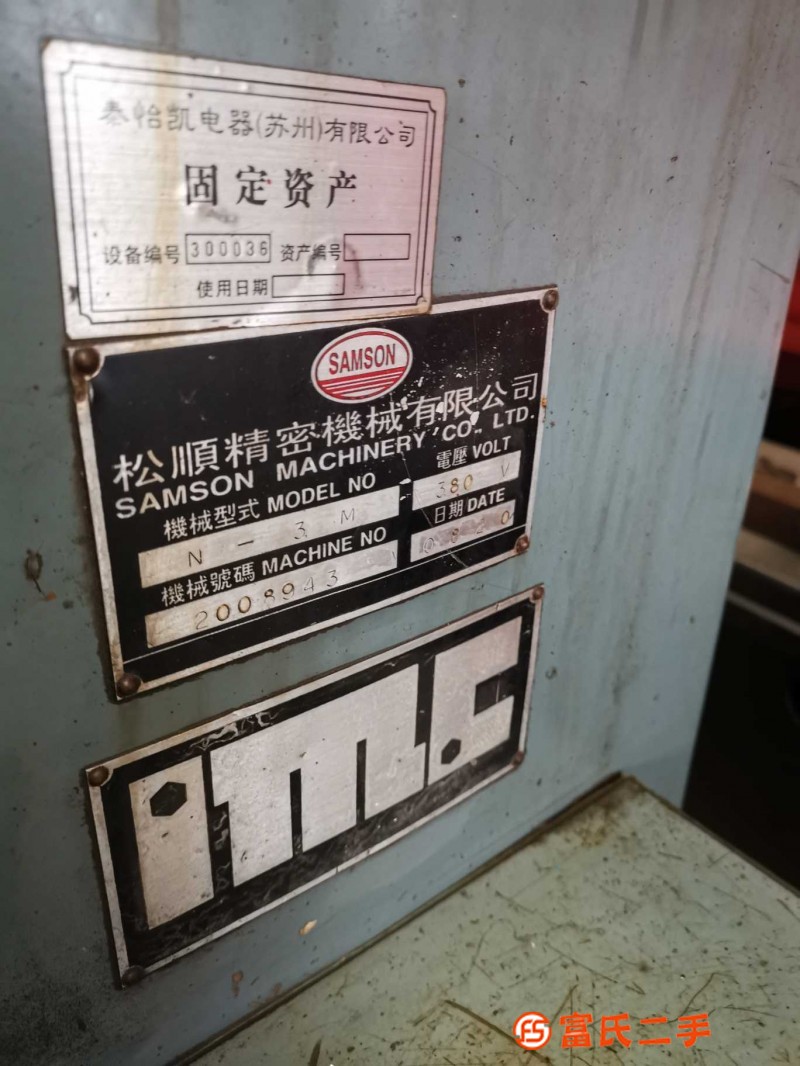 泰怡凯电器(苏州)有限公司
固定资产
设备编号 300036 资产编号
使用日期
SAMSON
松順精密機械有限公司
SAMSON MACHINERY CO., LTD.
機械型式 MODEL NO 電壓 VOLT
N - 3 M 380 V
機械號碼 MACHINE NO 日期 DATE
2008943
imc
富氏二手